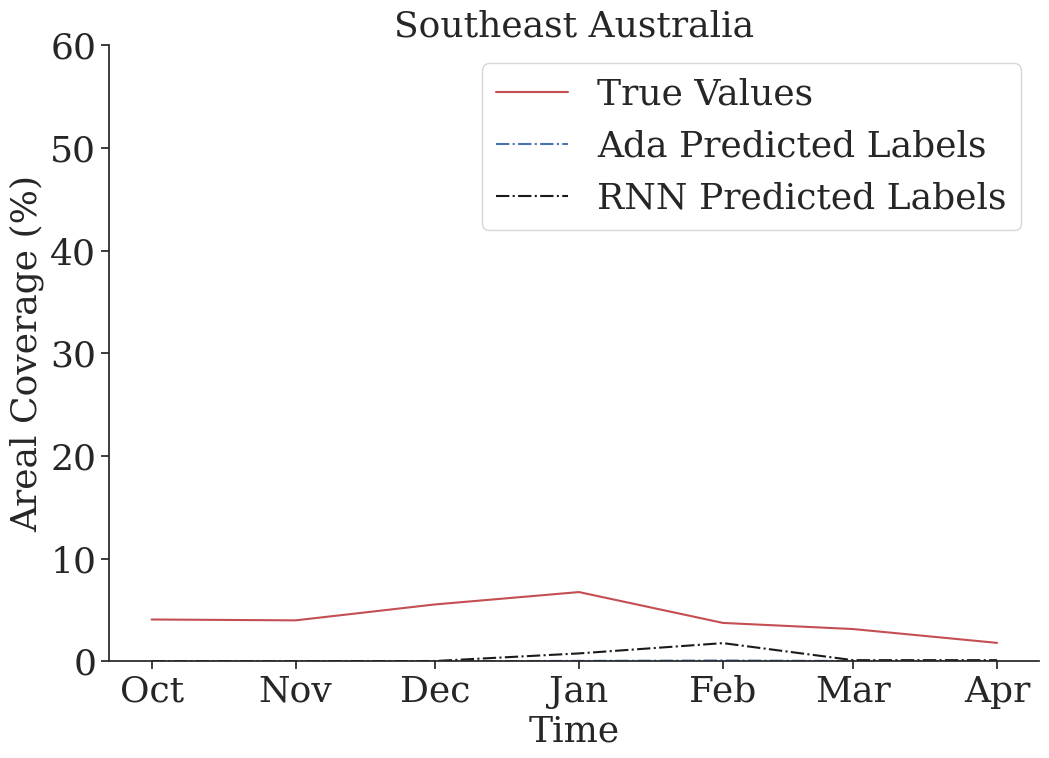 Southeast Australia
60
50
40
30
20
10
0
Areal Coverage (%)
True Values
Ada Predicted Labels
RNN Predicted Labels
Oct Nov Dec Jan Feb Mar Apr
Time